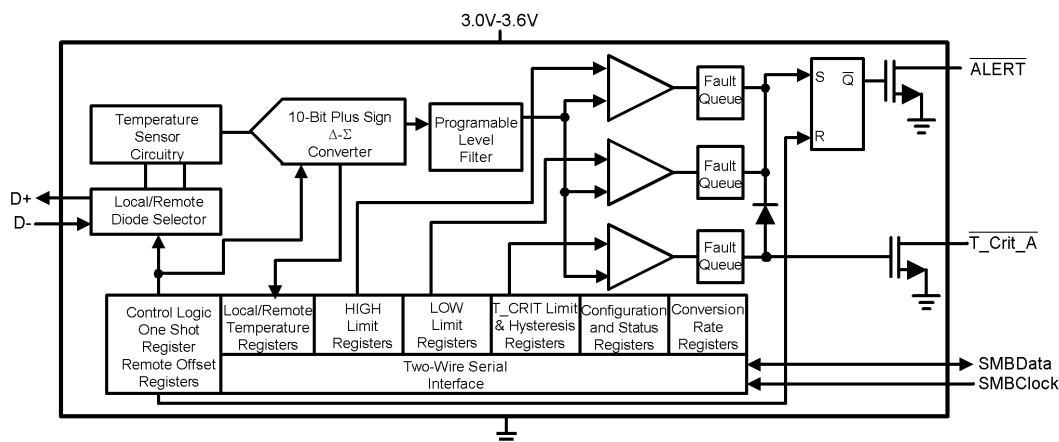 3.0V-3.6V
Temperature
Sensor
Circuitry
10-Bit Plus Sign
Δ-Σ
Converter
Programable
Level
Filter
Fault
Queue
S
Q̅
R
ALERT
D+
D-
Local/Remote
Diode Selector
Fault
Queue
Fault
Queue
T_Crit_A
Control Logic
One Shot
Register
Remote Offset
Registers
Local/Remote
Temperature
Registers
HIGH
Limit
Registers
LOW
Limit
Registers
T_CRIT Limit
& Hysteresis
Registers
Configuration
and Status
Registers
Conversion
Rate
Registers
Two-Wire Serial
Interface
SMBData
SMBClock